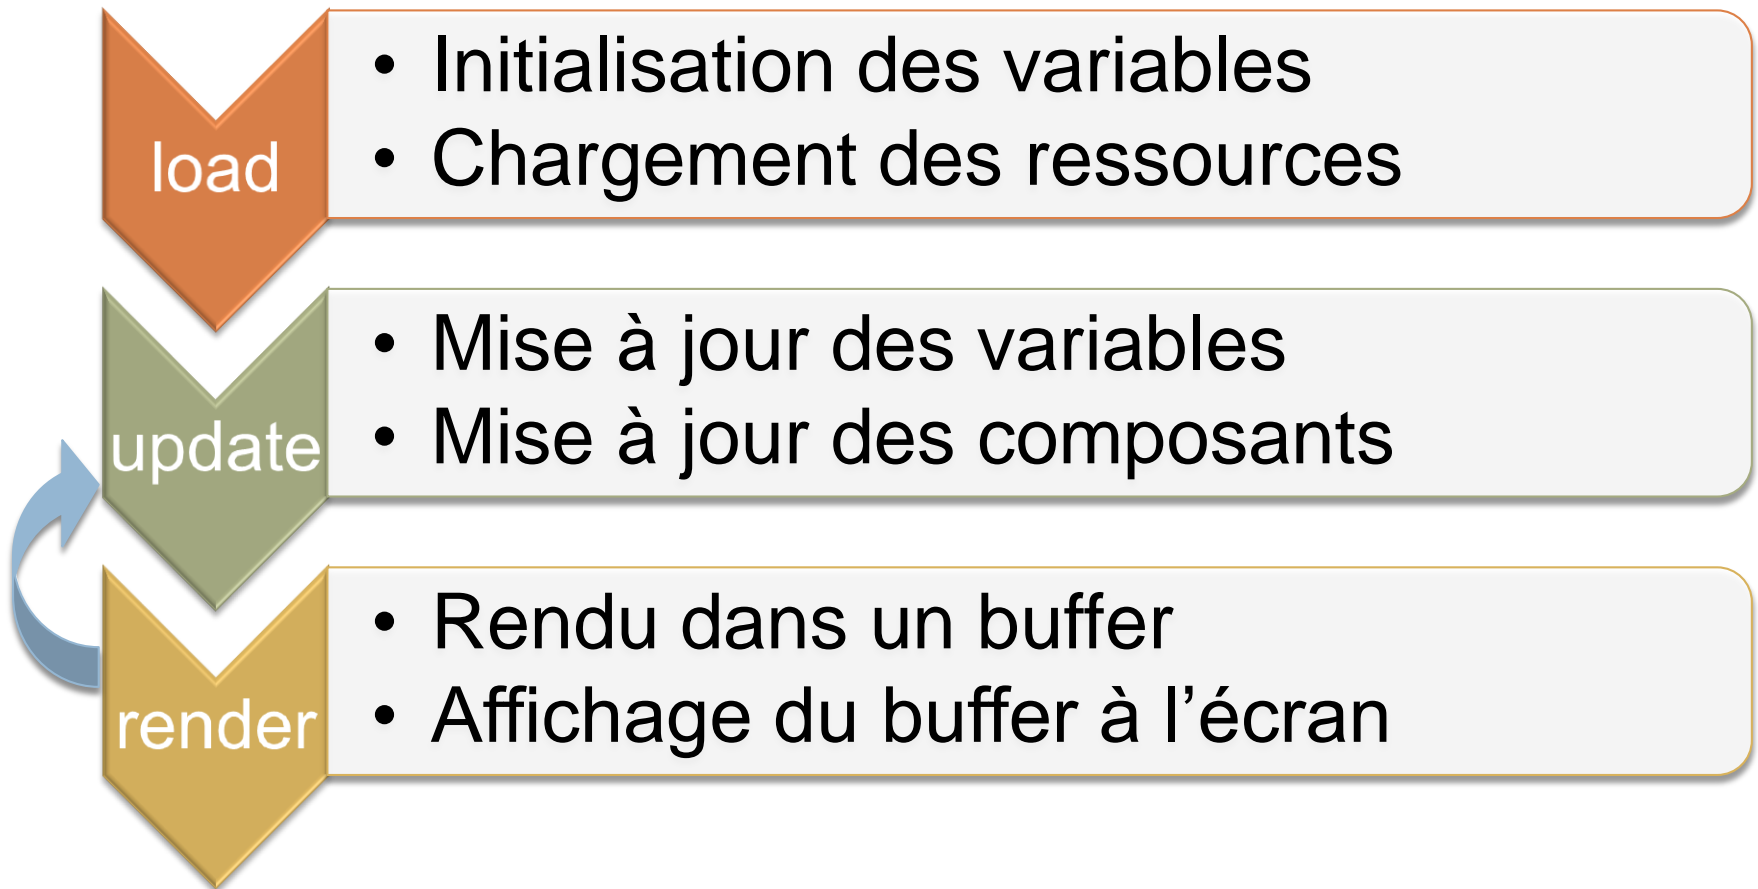 load
• Initialisation des variables
• Chargement des ressources
update
• Mise à jour des variables
• Mise à jour des composants
render
• Rendu dans un buffer
• Affichage du buffer à l’écran